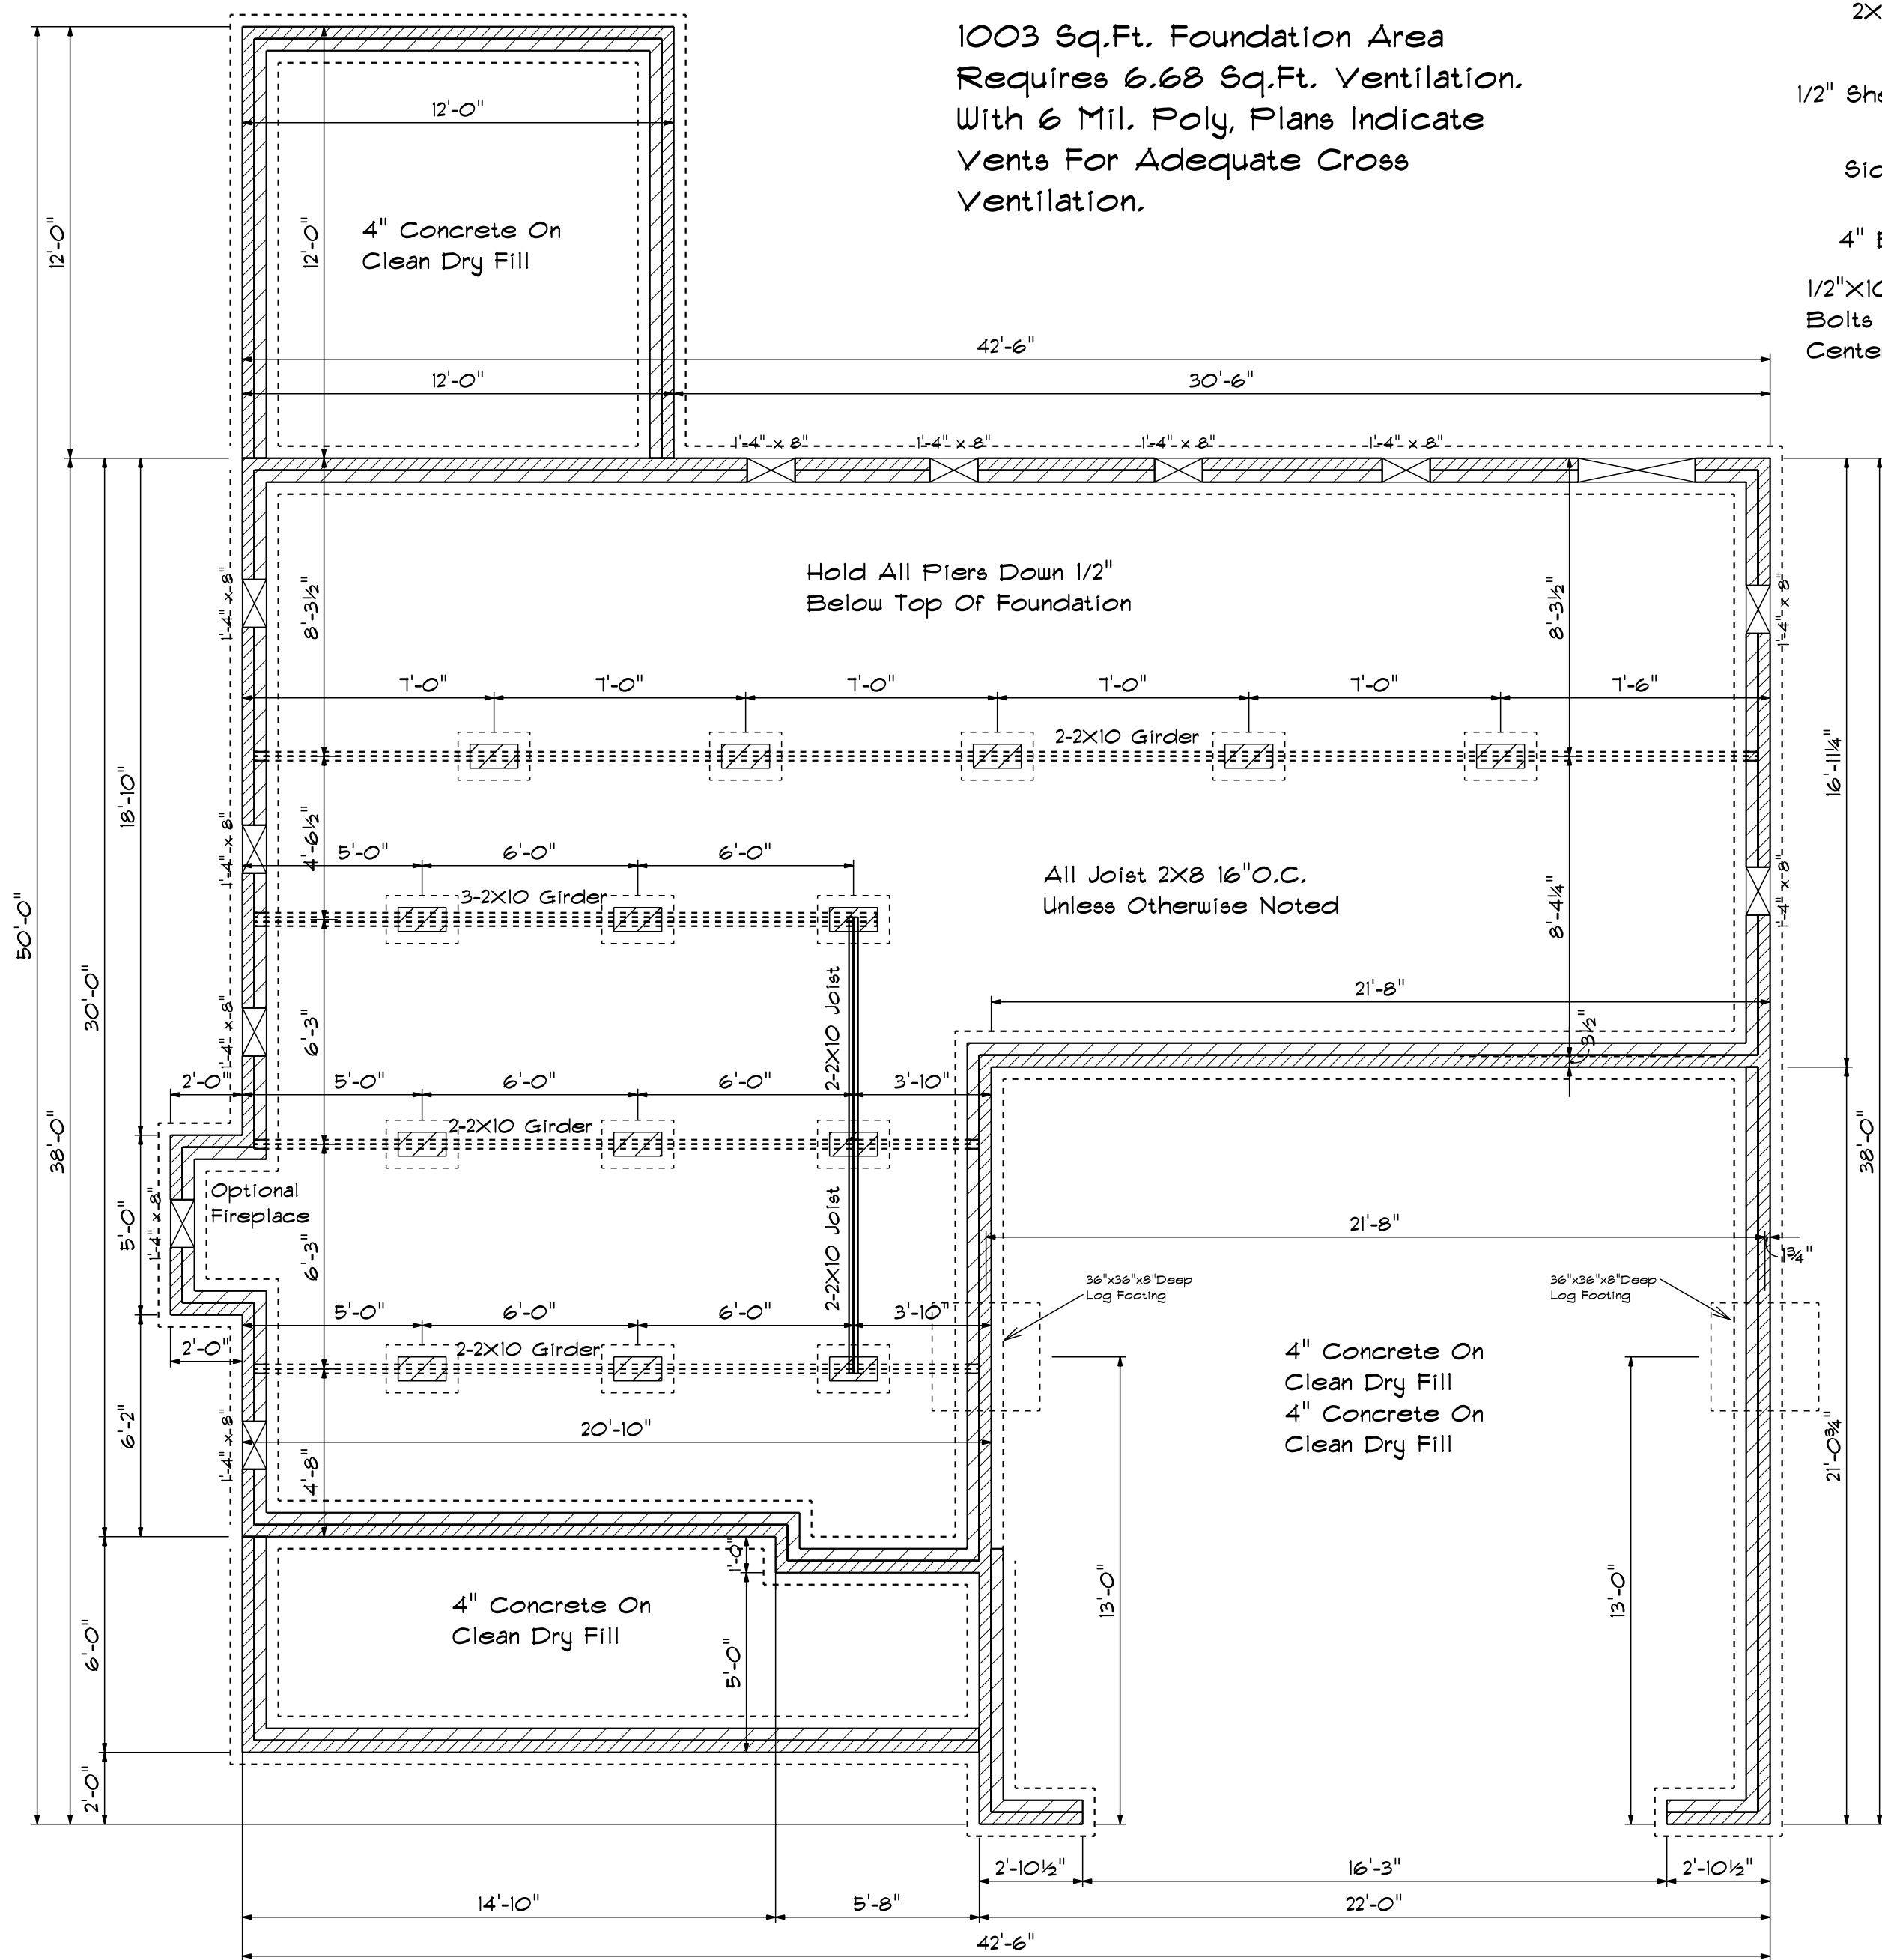 1003 Sq.Ft. Foundation Area
Requires 6.68 Sq.Ft. Ventilation.
With 6 Mil. Poly, Plans Indicate
Vents For Adequate Cross
Ventilation.
2X
1/2" She
Sid
4"
1/2"X10
Bolts
Center
12'-0"
12'-0"
12'-0"
4" Concrete On
Clean Dry Fill
42'-6"
12'-0"
30'-6"
1'-4" x 8"
1'-4" x 8"
1'-4" x 8"
1'-4" x 8"
Hold All Piers Down 1/2"
Below Top Of Foundation
1'-4" x 8"
8'-3½"
8'-3½"
1'-4" x 8"
7'-0"
7'-0"
7'-0"
7'-0"
7'-0"
7'-6"
2-2X10 Girder
18'-10"
16'-11¼"
1'-4" x 8"
4'-6½"
5'-0"
6'-0"
6'-0"
3-2X10 Girder
All Joist 2X8 16"O.C.
Unless Otherwise Noted
8'-4¼"
1'-4" x 8"
50'-0"
30'-0"
38'-0"
1'-4" x 8"
6'-3"
2-2X10 Joist
21'-8"
3½"
2'-0"
5'-0"
6'-0"
6'-0"
3'-10"
2-2X10 Girder
38'-0"
Optional
Fireplace
5'-0"
1'-4" x 8"
6'-3"
2-2X10 Joist
21'-8"
1¾"
36"x36"x8"Deep
Log Footing
36"x36"x8"Deep
Log Footing
5'-0"
6'-0"
6'-0"
3'-10"
2'-0"
2-2X10 Girder
4" Concrete On
Clean Dry Fill
4" Concrete On
Clean Dry Fill
6'-2"
1'-4" x 8"
20'-10"
4'-8"
21'-0¾"
1'-0"
13'-0"
13'-0"
4" Concrete On
Clean Dry Fill
6'-0"
5'-0"
2'-0"
2'-10½"
16'-3"
2'-10½"
14'-10"
5'-8"
22'-0"
42'-6"